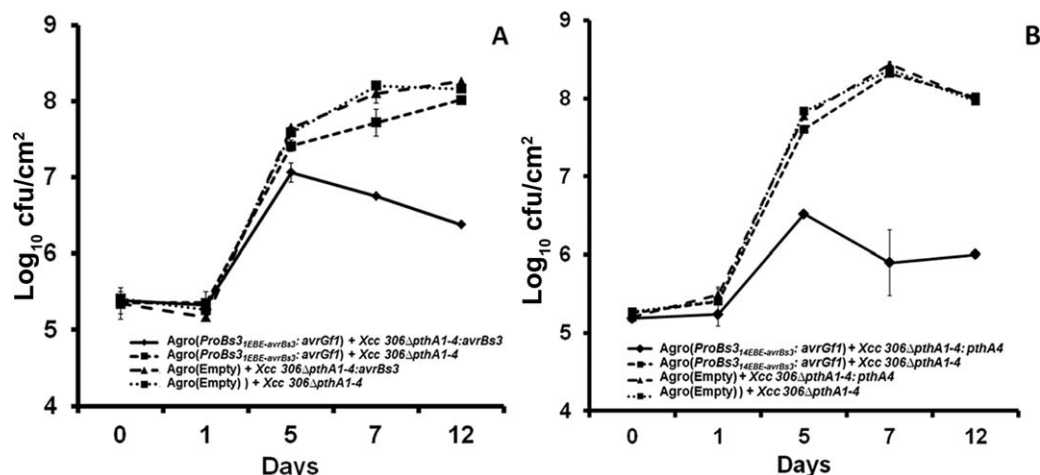 A
Log10 cfu/cm2
9
8
7
6
5
4
0 1 5 7 12
Days
Agro(ProBs31EBE-avrBs3: avrGf1) + Xcc 306ΔpthA1-4:avrBs3
Agro(ProBs31EBE-avrBs3: avrGf1) + Xcc 306ΔpthA1-4
Agro(Empty) + Xcc 306ΔpthA1-4:avrBs3
Agro(Empty) ) + Xcc 306ΔpthA1-4
B
Log10 cfu/cm2
9
8
7
6
5
4
0 1 5 7 12
Days
Agro(ProBs314EBE-avrBs3: avrGf1) + Xcc 306ΔpthA1-4: pthA4
Agro(ProBs314EBE-avrBs3: avrGf1) + Xcc 306ΔpthA1-4
Agro(Empty) + Xcc 306ΔpthA1-4: pthA4
Agro(Empty)) + Xcc 306ΔpthA1-4